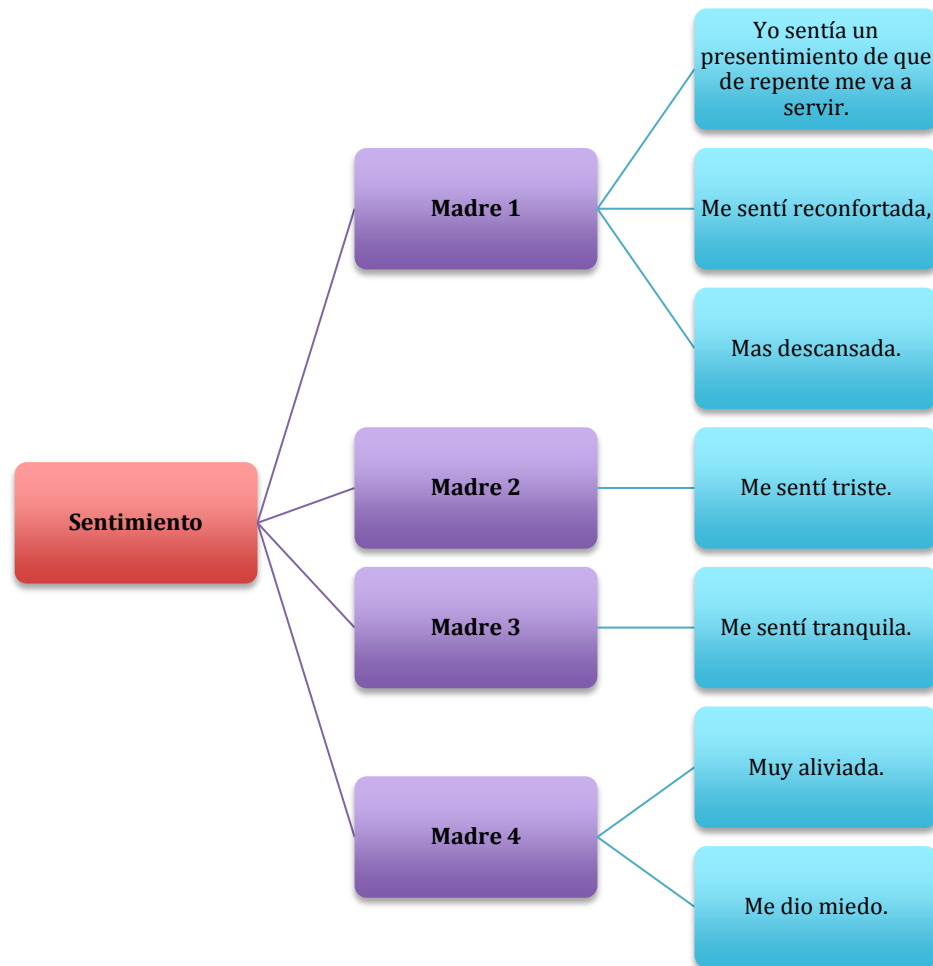 Yo sentía un
presentimiento de que
de repente me va a
servir.
Madre 1
Me sentí reconfortada,
Mas descansada.
Madre 2
Me sentí triste.
Sentimiento
Madre 3
Me sentí tranquila.
Muy aliviada.
Madre 4
Me dio miedo.